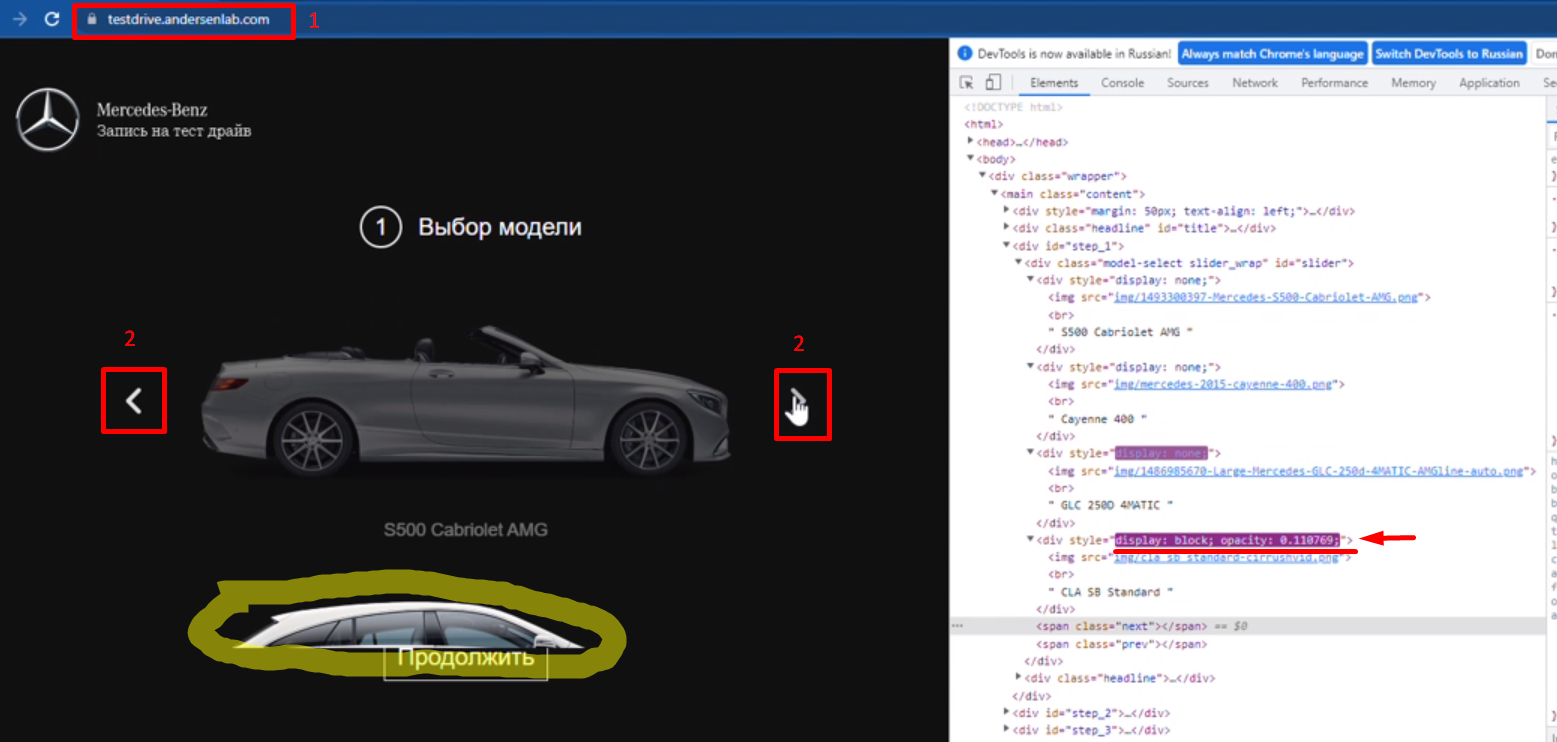 testdrive.andersenlab.com
1
Mercedes-Benz
Запись на тест драйв
1
Выбор модели
2
2
S500 Cabriolet AMG
Продолжить
DevTools is now available in Russian!
Always match Chrome's language
Switch DevTools to Russian
Elements
Console
Sources
Network
Performance
Memory
Application
<!DOCTYPE html>
<html>
<head>…</head>
<body>
<div class="wrapper">
<main class="content">
<div style="margin: 50px; text-align: left;">…</div>
<div class="headline" id="title">…</div>
<div id="step_1">
<div class="model-select slider_wrap" id="slider">
<div style="display: none;">
<img src="img/1493300397-Mercedes-S500-Cabriolet-AMG.png">
<br>
" S500 Cabriolet AMG "
</div>
<div style="display: none;">
<img src="img/mercedes-2015-cayenne-400.png">
<br>
" Cayenne 400 "
</div>
<div style="display: none;">
<img src="img/1486985670-Large-Mercedes-GLC-250d-4MATIC-AMGline-auto.png">
<br>
" GLC 250D 4MATIC "
</div>
<div style="display: block; opacity: 0.110769;">
<img src="img/cla_sb_standard-cirrushvid.png">
<br>
" CLA SB Standard "
</div>
<span class="next"></span> == $0
<span class="prev"></span>
</div>
<div class="headline">…</div>
</div>
<div id="step_2">…</div>
<div id="step_3">…</div>